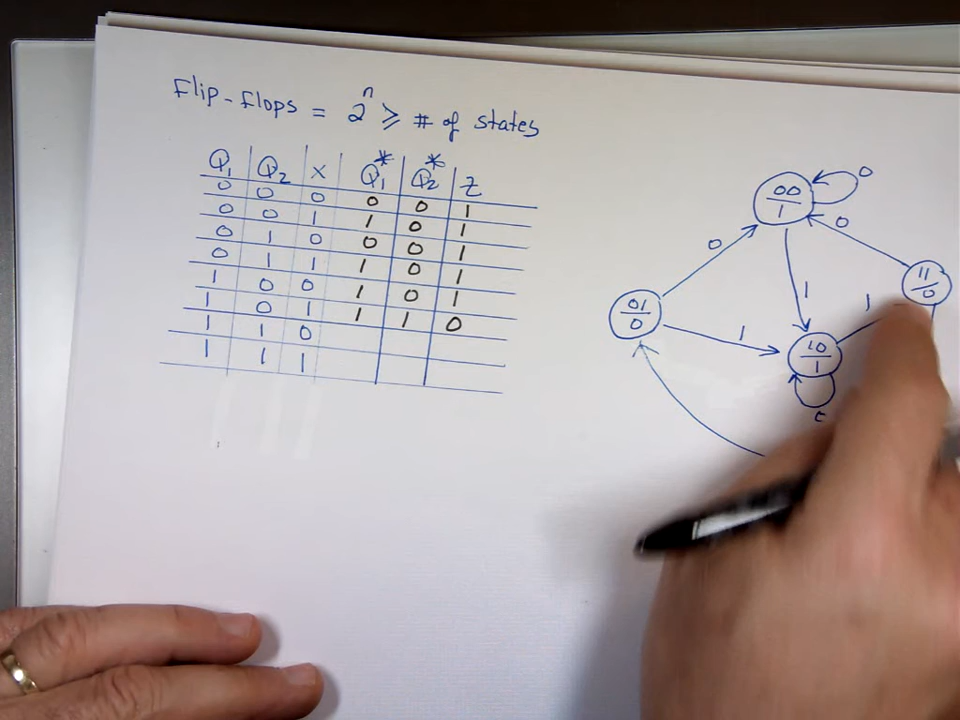 Flip-Flops = 2^n ≥ # of states
Q1 Q2 x Q1* Q2* Z
0 0 0 0 0 1
0 0 1 1 0 1
0 1 0 0 0 1
0 1 1 1 0 1
1 0 0 1 0 1
1 0 1 1 1 0
1 1 0
1 1 1
00
1
0
0
0
11
0
01
0
1
1
1
10
1